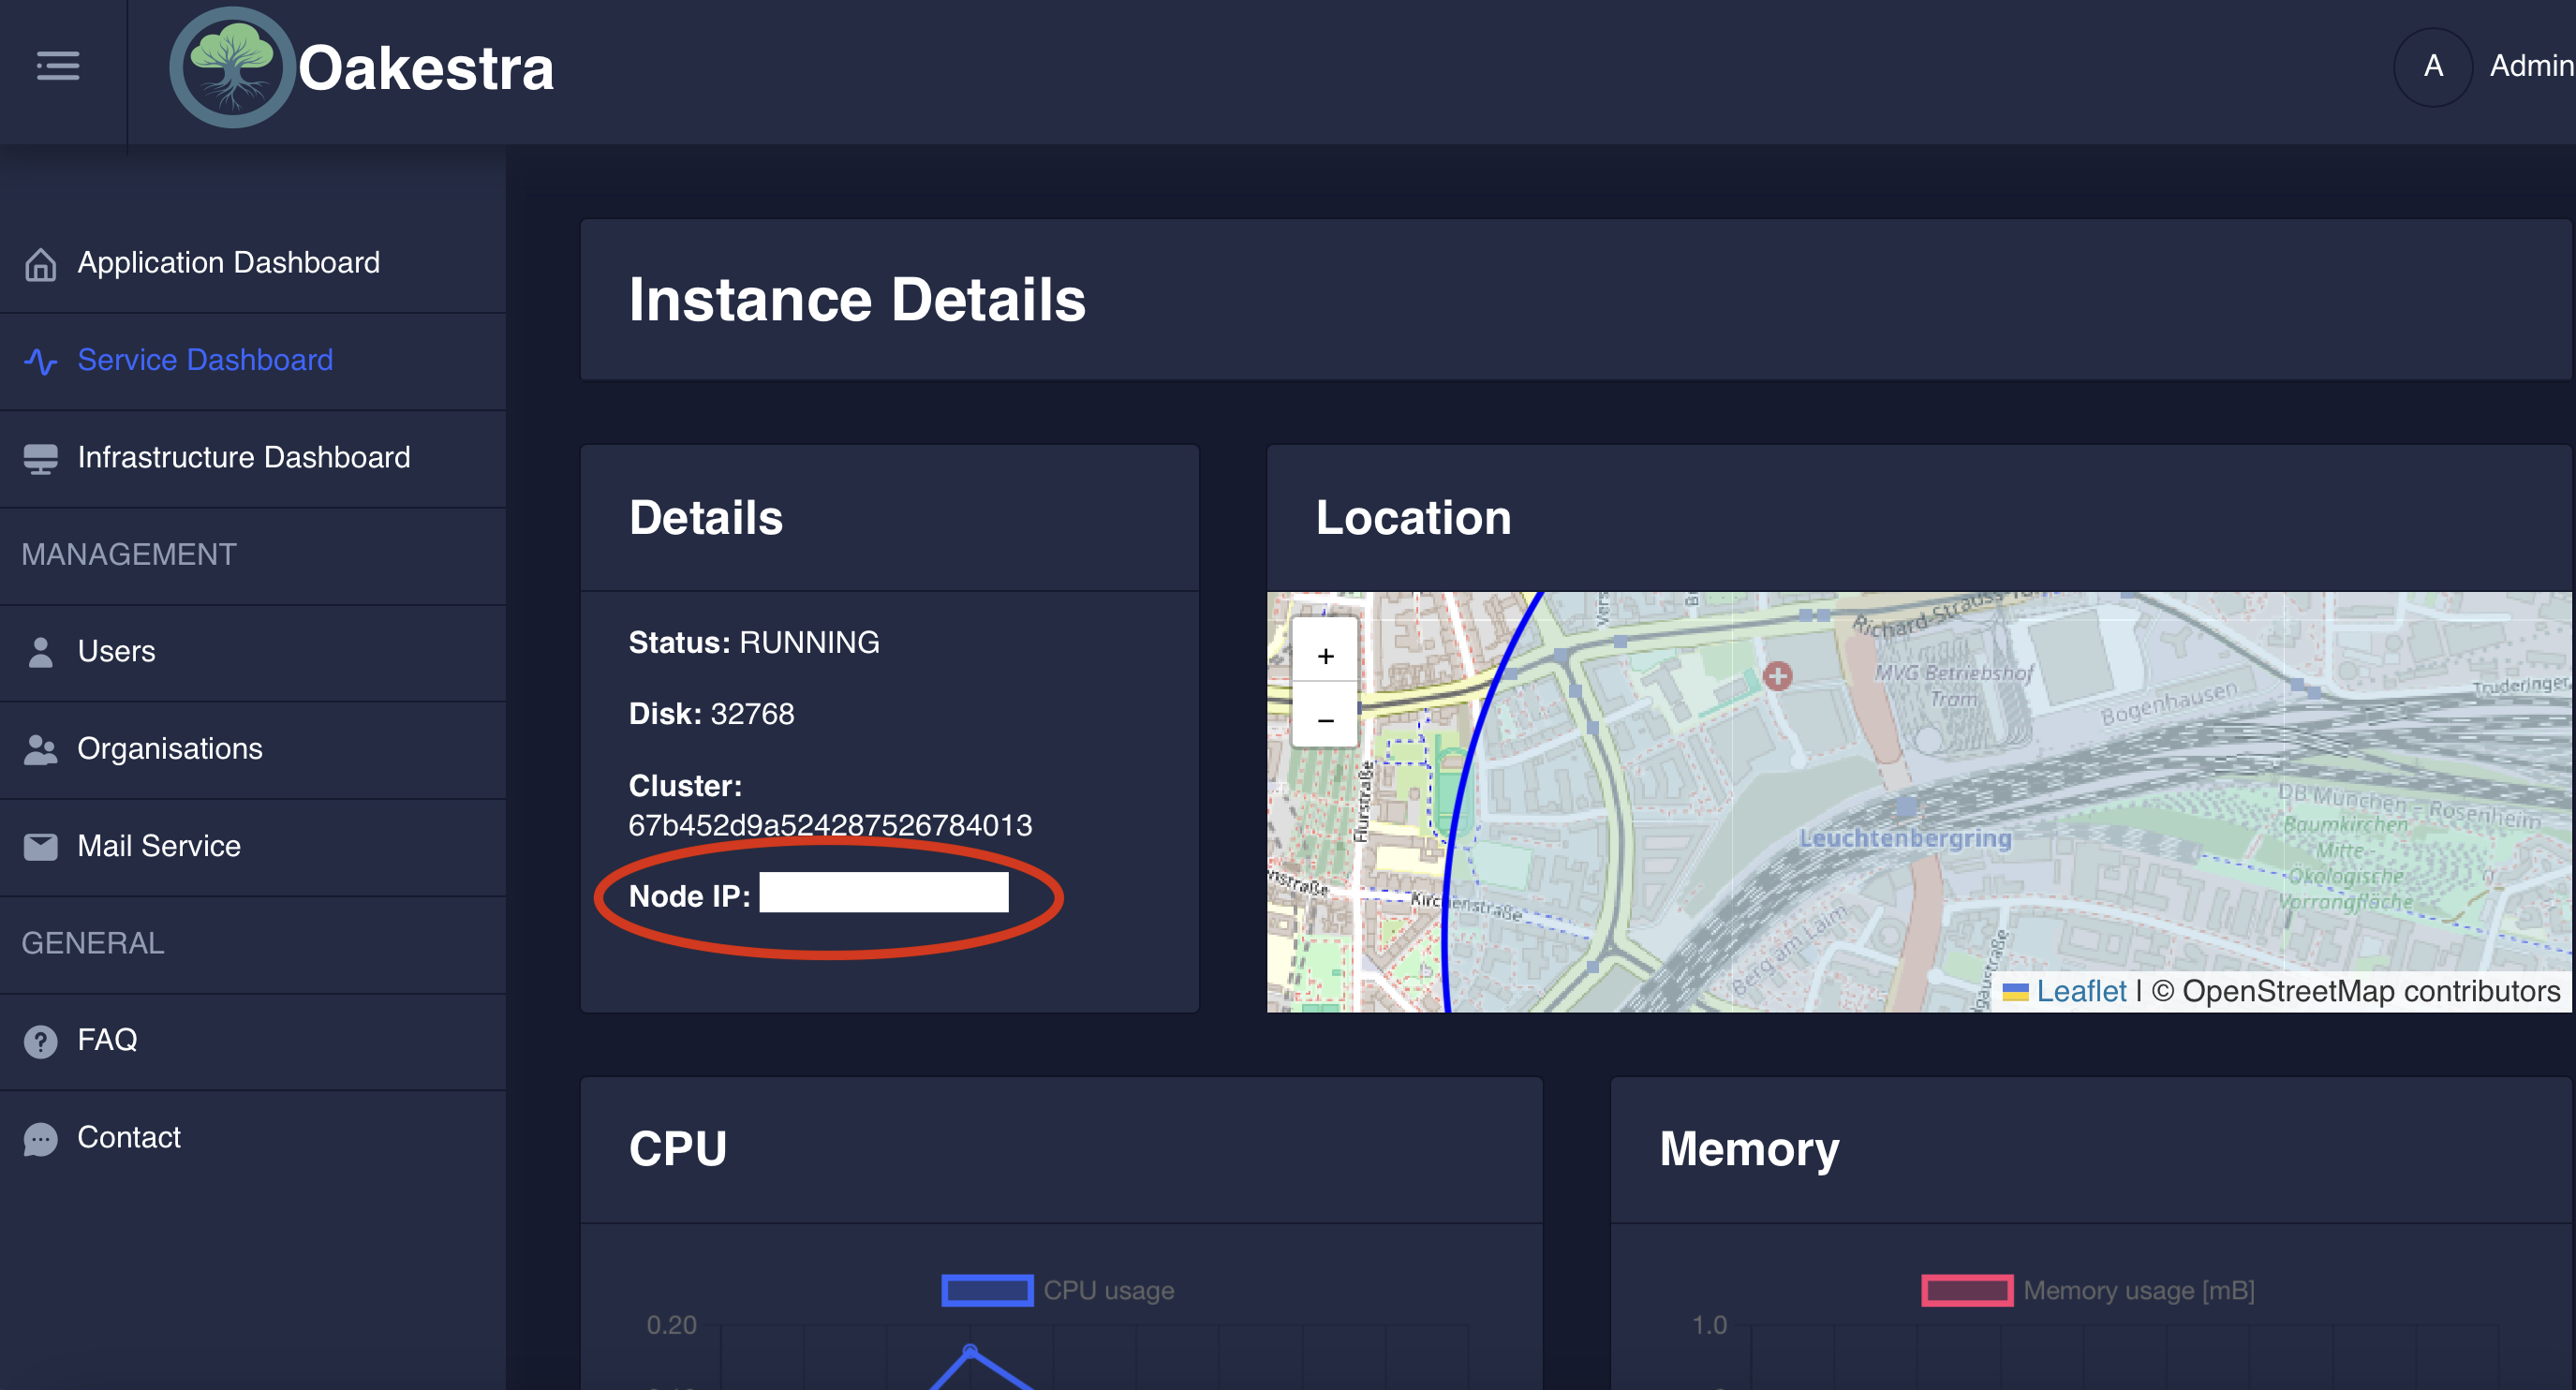 Oakestra
A
Admin
Application Dashboard
Service Dashboard
Infrastructure Dashboard
MANAGEMENT
Users
Organisations
Mail Service
GENERAL
FAQ
Contact
Instance Details
Details
Status: RUNNING
Disk: 32768
Cluster:
67b452d9a524287526784013
Node IP:
Location
+
−
Flurstraße
Kirchenstraße
MVG Betriebshof
Tram
Bogenhausen
Truderinger
Leuchtenbergring
DB München – Rosenheim
Baumkirchen
Mitte -
Ökologische
Vorrangfläche
Berg am Laim
Leaflet | © OpenStreetMap contributors
CPU
CPU usage
0.20
Memory
Memory usage [mB]
1.0